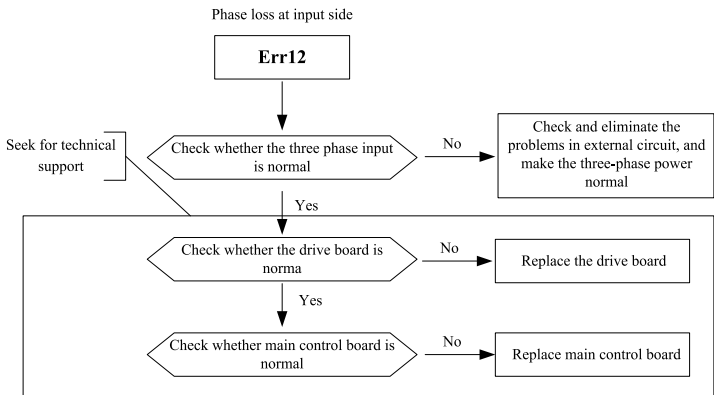 Phase loss at input side
Err12
Seek for technical
support
Check whether the three phase input
is normal
No
Check and eliminate the
problems in external circuit, and
make the three-phase power
normal
Yes
Check whether the drive board is
norma
No
Replace the drive board
Yes
Check whether main control board is
normal
No
Replace main control board